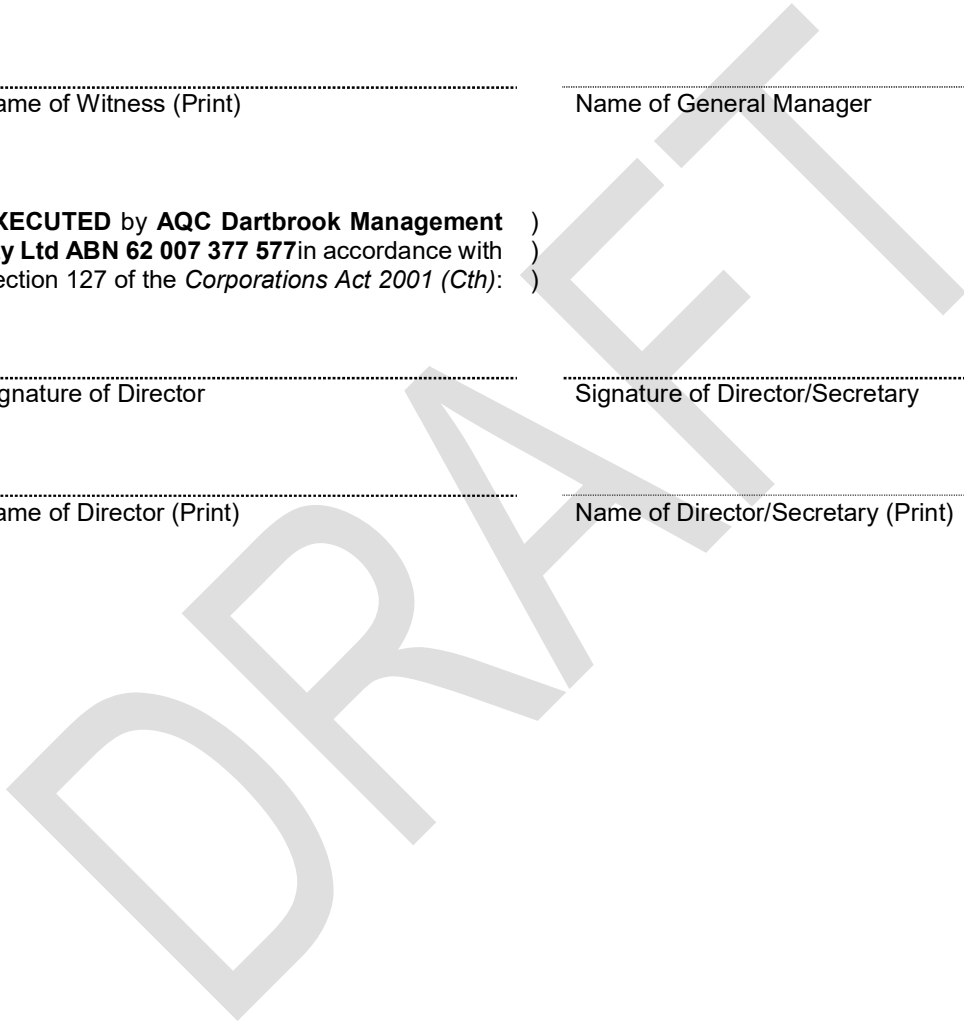 ame of Witness (Print)
Name of General Manager
XECUTED by AQC Dartbrook Management )
y Ltd ABN 62 007 377 577in accordance with )
ection 127 of the Corporations Act 2001 (Cth): )
gnature of Director
Signature of Director/Secretary
ame of Director (Print)
Name of Director/Secretary (Print)
DRAFT